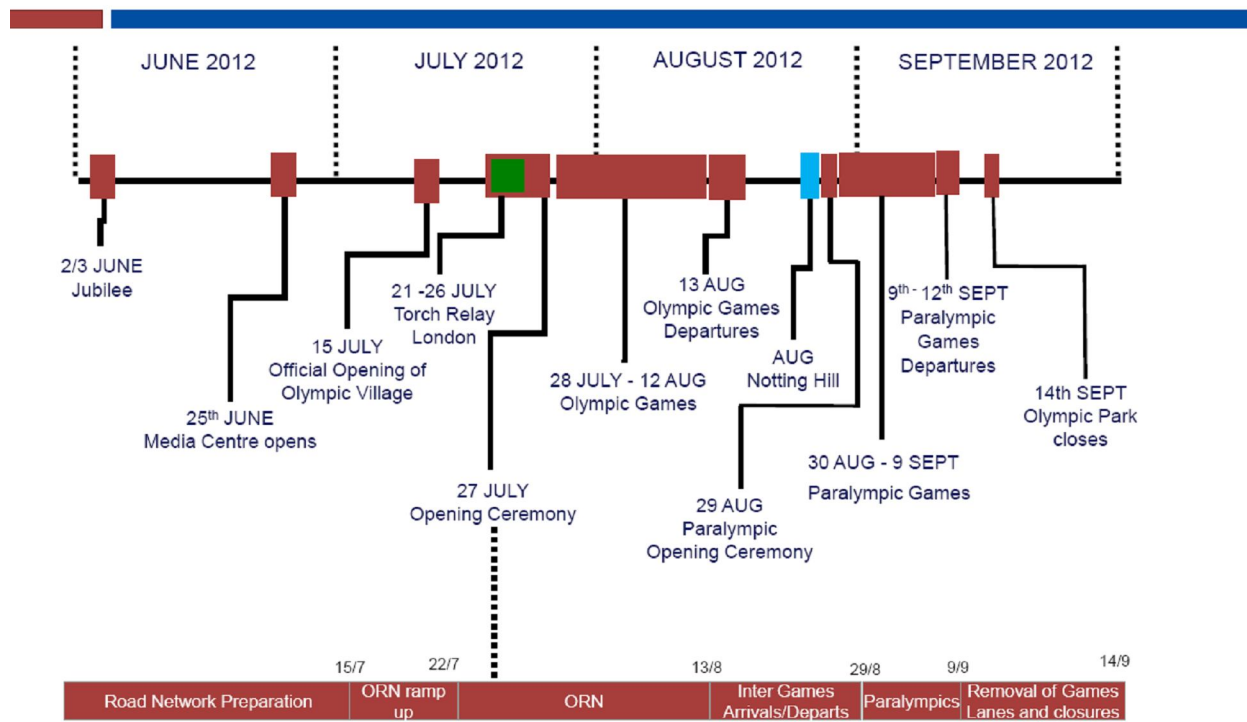 JUNE 2012
JULY 2012
AUGUST 2012
SEPTEMBER 2012
2/3 JUNE
Jubilee
25th JUNE
Media Centre opens
15 JULY
Official Opening of
Olympic Village
21 -26 JULY
Torch Relay
London
27 JULY
Opening Ceremony
28 JULY - 12 AUG
Olympic Games
13 AUG
Olympic Games
Departures
AUG
Notting Hill
29 AUG
Paralympic
Opening Ceremony
30 AUG - 9 SEPT
Paralympic Games
9th - 12th SEPT
Paralympic
Games
Departures
14th SEPT
Olympic Park
closes
15/7
22/7
13/8
29/8
9/9
14/9
Road Network Preparation
ORN ramp
up
ORN
Inter Games
Arrivals/Departs
Paralympics
Removal of Games
Lanes and closures